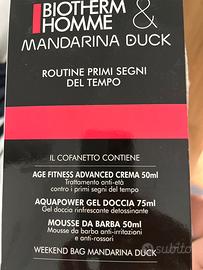 BIOTHERM
HOMME &
MANDARINA DUCK
ROUTINE PRIMI SEGNI
DEL TEMPO
IL COFANETTO CONTIENE
AGE FITNESS ADVANCED CREMA 50ml
Trattamento anti-età
contro i primi segni del tempo
AQUAPOWER GEL DOCCIA 75ml
Gel doccia rinfrescante detossinante
MOUSSE DA BARBA 50ml
Mousse da barba anti-irritazioni
e anti-rossori
WEEKEND BAG MANDARINA DUCK
subito